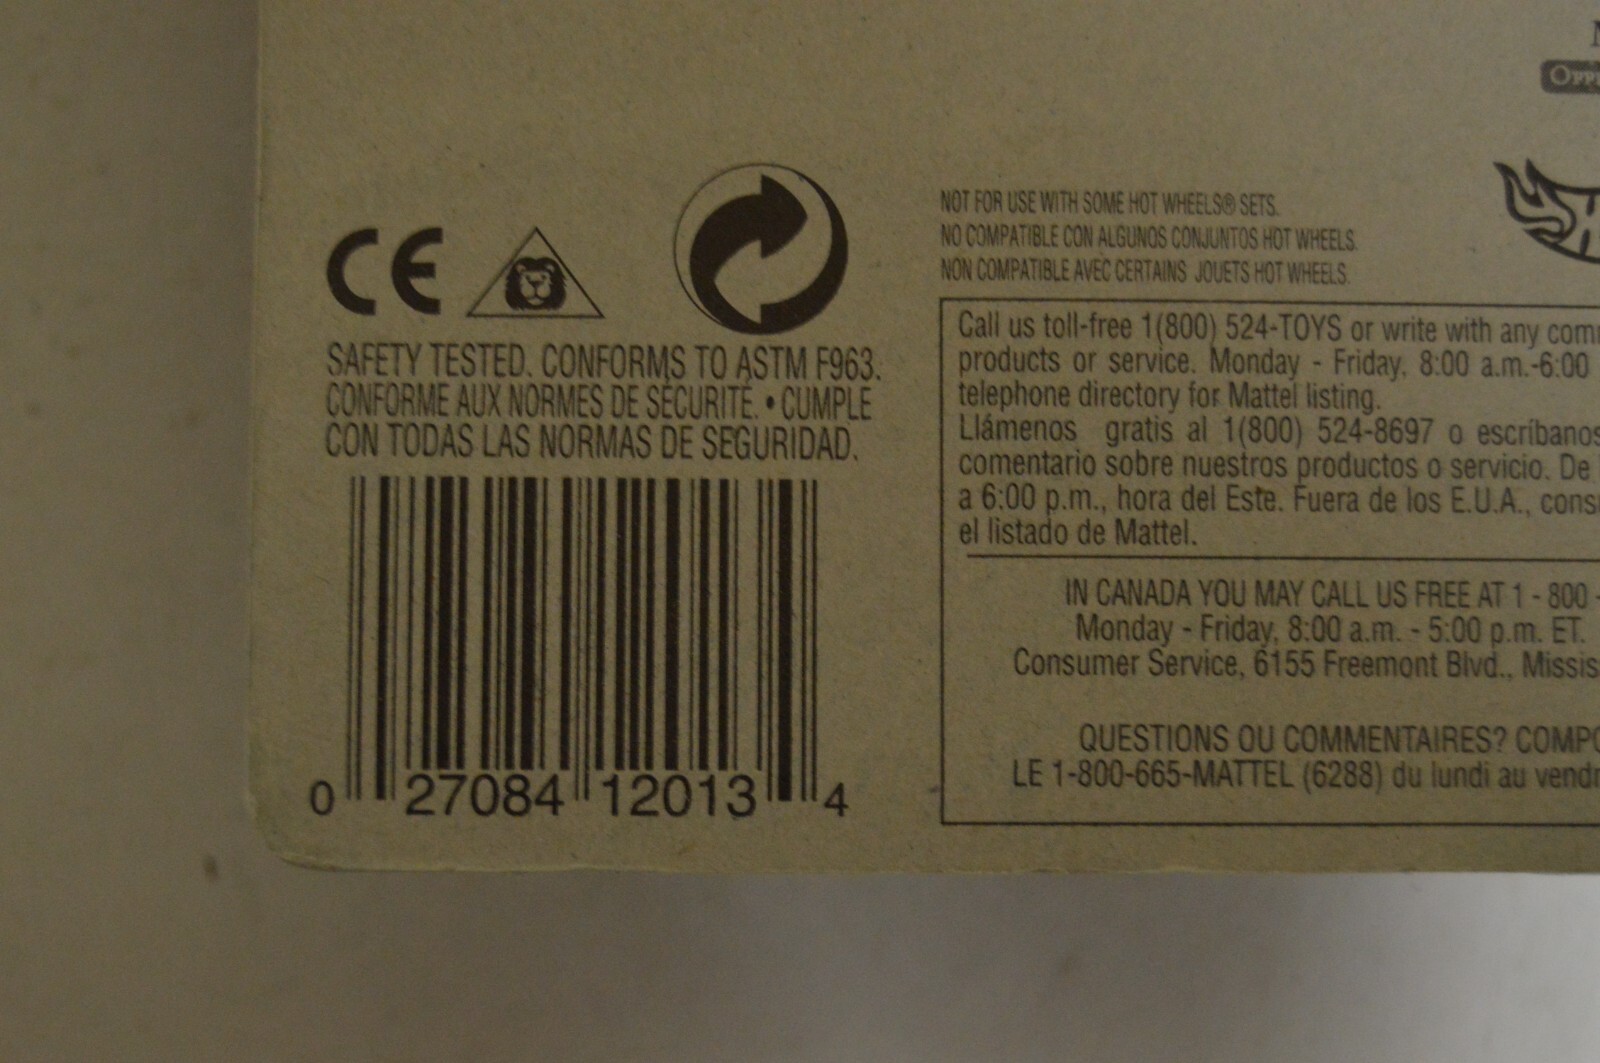 NOT FOR USE WITH SOME HOT WHEELS® SETS.
NO COMPATIBLE CON ALGUNOS CONJUNTOS HOT WHEELS.
NON COMPATIBLE AVEC CERTAINS JOUETS HOT WHEELS.
CE
SAFETY TESTED. CONFORMS TO ASTM F963.
CONFORME AUX NORMES DE SÉCURITÉ. • CUMPLE
CON TODAS LAS NORMAS DE SEGURIDAD.
0 27084 12013 4
Call us toll-free 1(800) 524-TOYS or write with any
products or service. Monday - Friday, 8:00 a.m.-6:00
telephone directory for Mattel listing.
Llámenos gratis al 1(800) 524-8697 o escríbanos
comentario sobre nuestros productos o servicio. De
a 6:00 p.m., hora del Este. Fuera de los E.U.A.,
el listado de Mattel.
IN CANADA YOU MAY CALL US FREE AT 1 - 800 -
Monday - Friday, 8:00 a.m. - 5:00 p.m. ET.
Consumer Service, 6155 Freemont Blvd.,
QUESTIONS OU COMMENTAIRES?
LE 1-800-665-MATTEL (6288) du lundi au